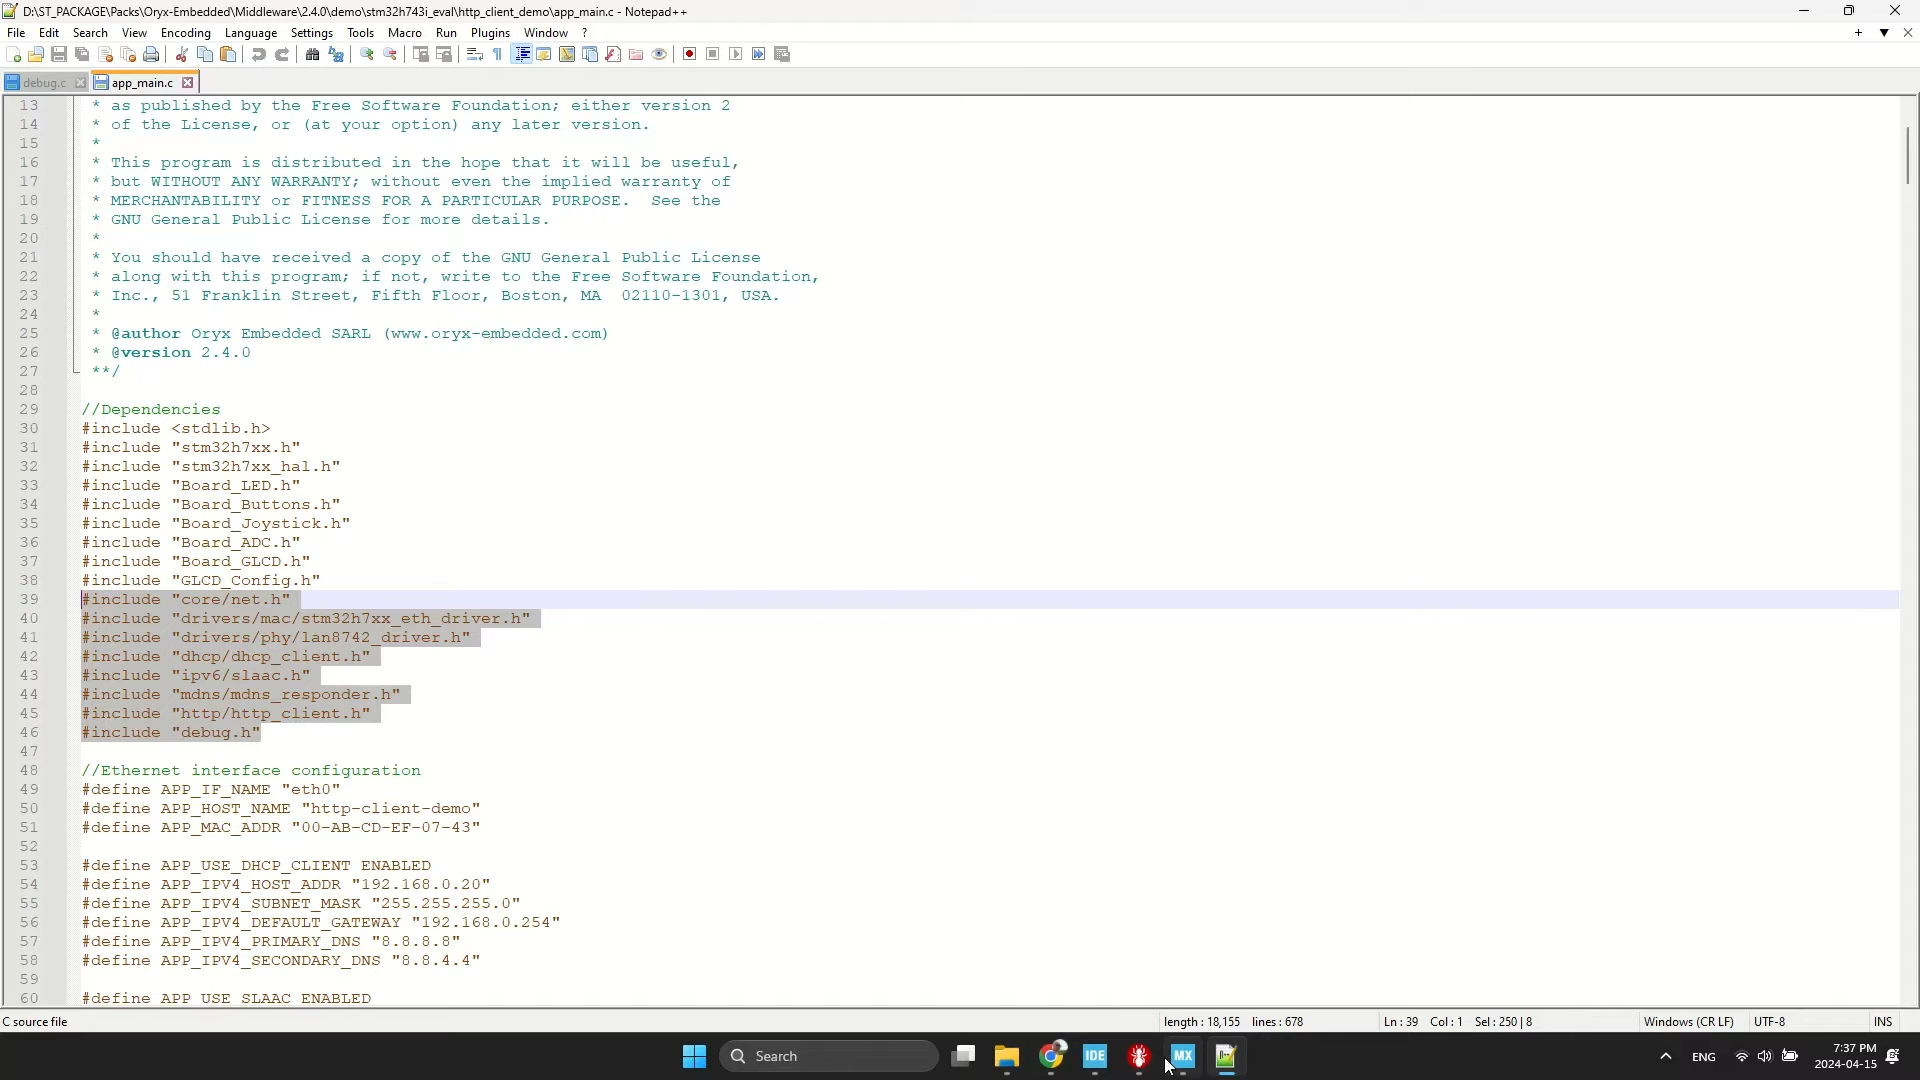 D:\ST_PACKAGE\Packs\Oryx-Embedded\Middleware\2.4.0\demo\stm32h743i_eval\http_client_demo\app_main.c - Notepad++
File Edit Search View Encoding Language Settings Tools Macro Run Plugins Window ?
debug.c app_main.c
13 * as published by the Free Software Foundation; either version 2
14 * of the License, or (at your option) any later version.
15 *
16 * This program is distributed in the hope that it will be useful,
17 * but WITHOUT ANY WARRANTY; without even the implied warranty of
18 * MERCHANTABILITY or FITNESS FOR A PARTICULAR PURPOSE.  See the
19 * GNU General Public License for more details.
20 *
21 * You should have received a copy of the GNU General Public License
22 * along with this program; if not, write to the Free Software Foundation,
23 * Inc., 51 Franklin Street, Fifth Floor, Boston, MA  02110-1301, USA.
24 *
25 * @author Oryx Embedded SARL (www.oryx-embedded.com)
26 * @version 2.4.0
27 **/
28
29 //Dependencies
30 #include <stdlib.h>
31 #include "stm32h7xx.h"
32 #include "stm32h7xx_hal.h"
33 #include "Board_LED.h"
34 #include "Board_Buttons.h"
35 #include "Board_Joystick.h"
36 #include "Board_ADC.h"
37 #include "Board_GLCD.h"
38 #include "GLCD_Config.h"
39 #include "core/net.h"
40 #include "drivers/mac/stm32h7xx_eth_driver.h"
41 #include "drivers/phy/lan8742_driver.h"
42 #include "dhcp/dhcp_client.h"
43 #include "ipv6/slaac.h"
44 #include "mdns/mdns_responder.h"
45 #include "http/http_client.h"
46 #include "debug.h"
47
48 //Ethernet interface configuration
49 #define APP_IF_NAME "eth0"
50 #define APP_HOST_NAME "http-client-demo"
51 #define APP_MAC_ADDR "00-AB-CD-EF-07-43"
52
53 #define APP_USE_DHCP_CLIENT ENABLED
54 #define APP_IPV4_HOST_ADDR "192.168.0.20"
55 #define APP_IPV4_SUBNET_MASK "255.255.255.0"
56 #define APP_IPV4_DEFAULT_GATEWAY "192.168.0.254"
57 #define APP_IPV4_PRIMARY_DNS "8.8.8.8"
58 #define APP_IPV4_SECONDARY_DNS "8.8.4.4"
59
60 #define APP_USE_SLAAC ENABLED
C source file length : 18,155 lines : 678 Ln : 39 Col : 1 Sel : 250 | 8 Windows (CR LF) UTF-8 INS
Search IDE MX ENG 7:37 PM
2024-04-15